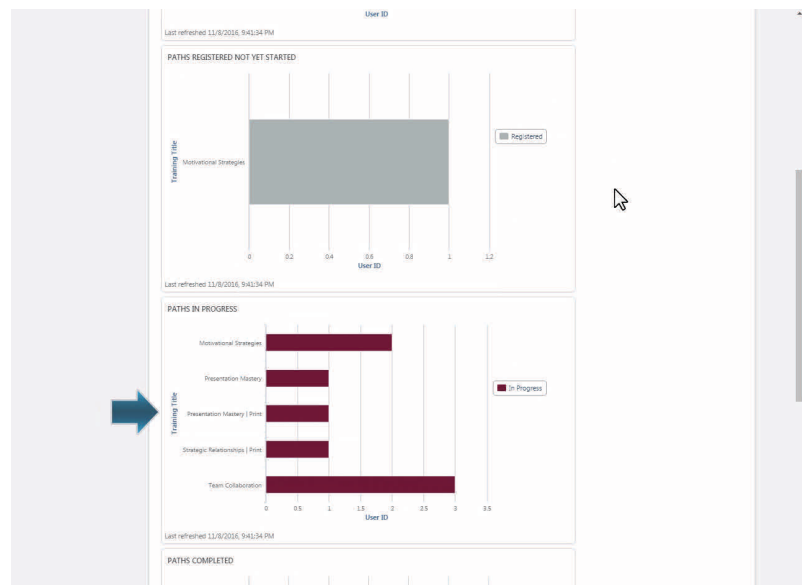 User ID
Last refreshed 11/8/2016, 9:41:34 PM
PATHS REGISTERED NOT YET STARTED
Training Title
Motivational Strategies
Registered
0 0.2 0.4 0.6 0.8 1 1.2
User ID
Last refreshed 11/8/2016, 9:41:34 PM
PATHS IN PROGRESS
Training Title
Motivational Strategies
Presentation Mastery
Presentation Mastery | Print
Strategic Relationships | Print
Team Collaboration
In Progress
0 0.5 1 1.5 2 2.5 3 3.5
User ID
Last refreshed 11/8/2016, 9:41:34 PM
PATHS COMPLETED